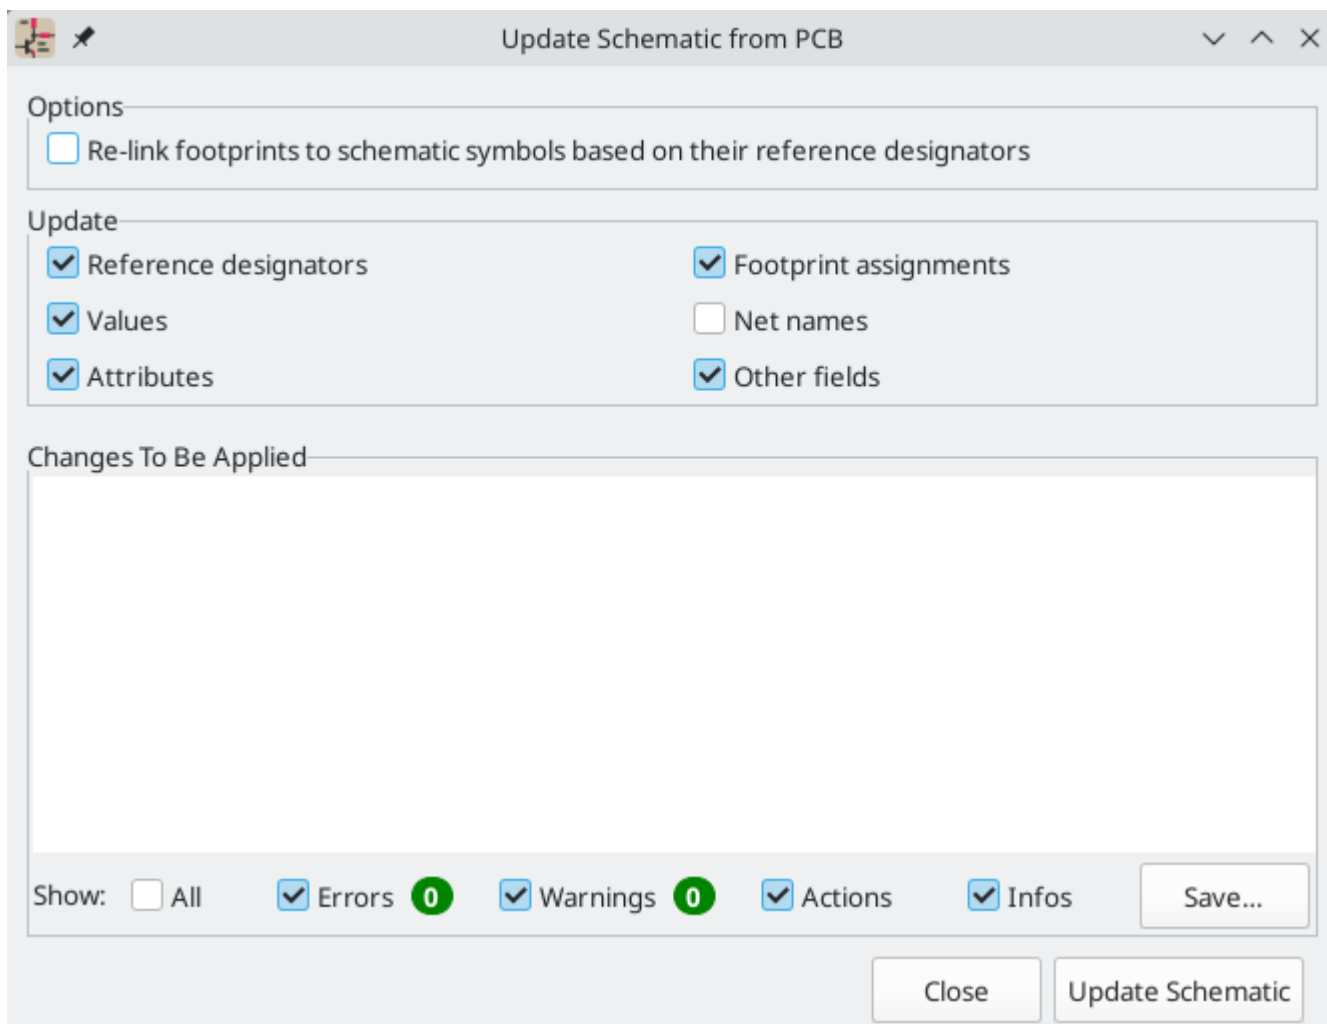 Update Schematic from PCB
Options
Re-link footprints to schematic symbols based on their reference designators
Update
Reference designators
Footprint assignments
Values
Net names
Attributes
Other fields
Changes To Be Applied
Show: All Errors 0 Warnings 0 Actions Infos Save...
Close Update Schematic